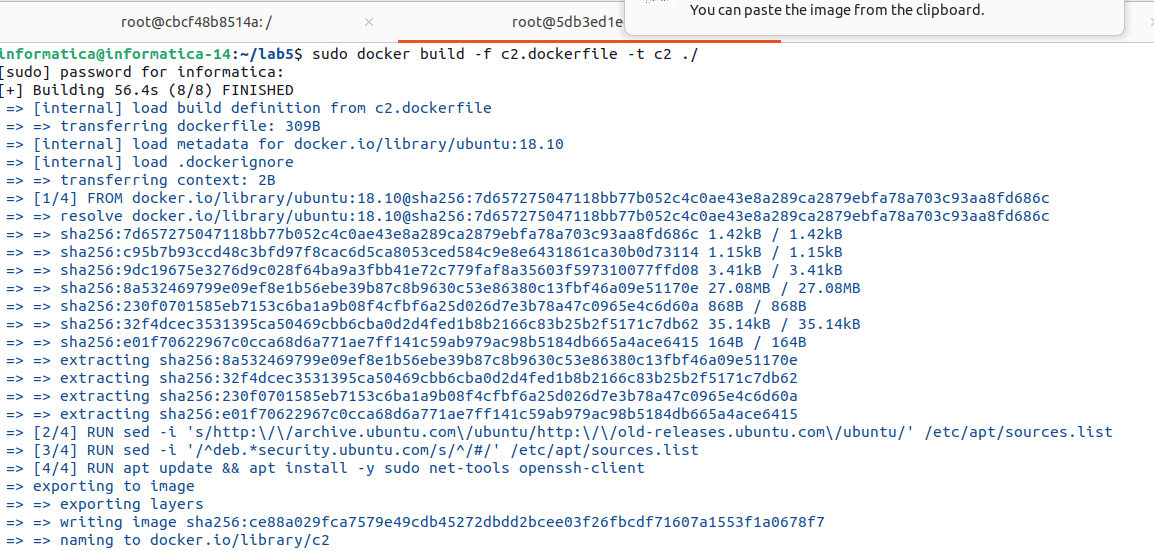 You can paste the image from the clipboard.
root@cbcf48b8514a: /
×
root@5db3ed1e
informatica@informatica-14:~/lab5$ sudo docker build -f c2.dockerfile -t c2 ./
[sudo] password for informatica:
[+] Building 56.4s (8/8) FINISHED
=> [internal] load build definition from c2.dockerfile
=> => transferring dockerfile: 309B
=> [internal] load metadata for docker.io/library/ubuntu:18.10
=> [internal] load .dockerignore
=> => transferring context: 2B
=> [1/4] FROM docker.io/library/ubuntu:18.10@sha256:7d657275047118bb77b052c4c0ae43e8a289ca2879ebfa78a703c93aa8fd686c
=> => resolve docker.io/library/ubuntu:18.10@sha256:7d657275047118bb77b052c4c0ae43e8a289ca2879ebfa78a703c93aa8fd686c
=> => sha256:7d657275047118bb77b052c4c0ae43e8a289ca2879ebfa78a703c93aa8fd686c 1.42kB / 1.42kB
=> => sha256:c95b7b93ccd48c3bfd97f8cac6d5ca8053ced584c9e8e6431861ca30b0d73114 1.15kB / 1.15kB
=> => sha256:9dc19675e3276d9c028f64ba9a3fbb41e72c779faf8a35603f597310077ffd08 3.41kB / 3.41kB
=> => sha256:8a532469799e09ef8e1b56ebe39b87c8b9630c53e86380c13fbf46a09e51170e 27.08MB / 27.08MB
=> => sha256:230f0701585eb7153c6ba1a9b08f4cfbf6a25d026d7e3b78a47c0965e4c6d60a 868B / 868B
=> => sha256:32f4dcec3531395ca50469cbb6cba0d2d4fed1b8b2166c83b25b2f5171c7db62 35.14kB / 35.14kB
=> => sha256:e01f70622967c0cca68d6a771ae7ff141c59ab979ac98b5184db665a4ace6415 164B / 164B
=> => extracting sha256:8a532469799e09ef8e1b56ebe39b87c8b9630c53e86380c13fbf46a09e51170e
=> => extracting sha256:32f4dcec3531395ca50469cbb6cba0d2d4fed1b8b2166c83b25b2f5171c7db62
=> => extracting sha256:230f0701585eb7153c6ba1a9b08f4cfbf6a25d026d7e3b78a47c0965e4c6d60a
=> => extracting sha256:e01f70622967c0cca68d6a771ae7ff141c59ab979ac98b5184db665a4ace6415
=> [2/4] RUN sed -i 's/http:\/\/archive.ubuntu.com\/ubuntu/http:\/\/old-releases.ubuntu.com\/ubuntu/' /etc/apt/sources.list
=> [3/4] RUN sed -i '/^deb.*security.ubuntu.com/s/^/#/' /etc/apt/sources.list
=> [4/4] RUN apt update && apt install -y sudo net-tools openssh-client
=> exporting to image
=> => exporting layers
=> => writing image sha256:ce88a029fca7579e49cdb45272dbdd2bcee03f26fbcdf71607a1553f1a0678f7
=> => naming to docker.io/library/c2